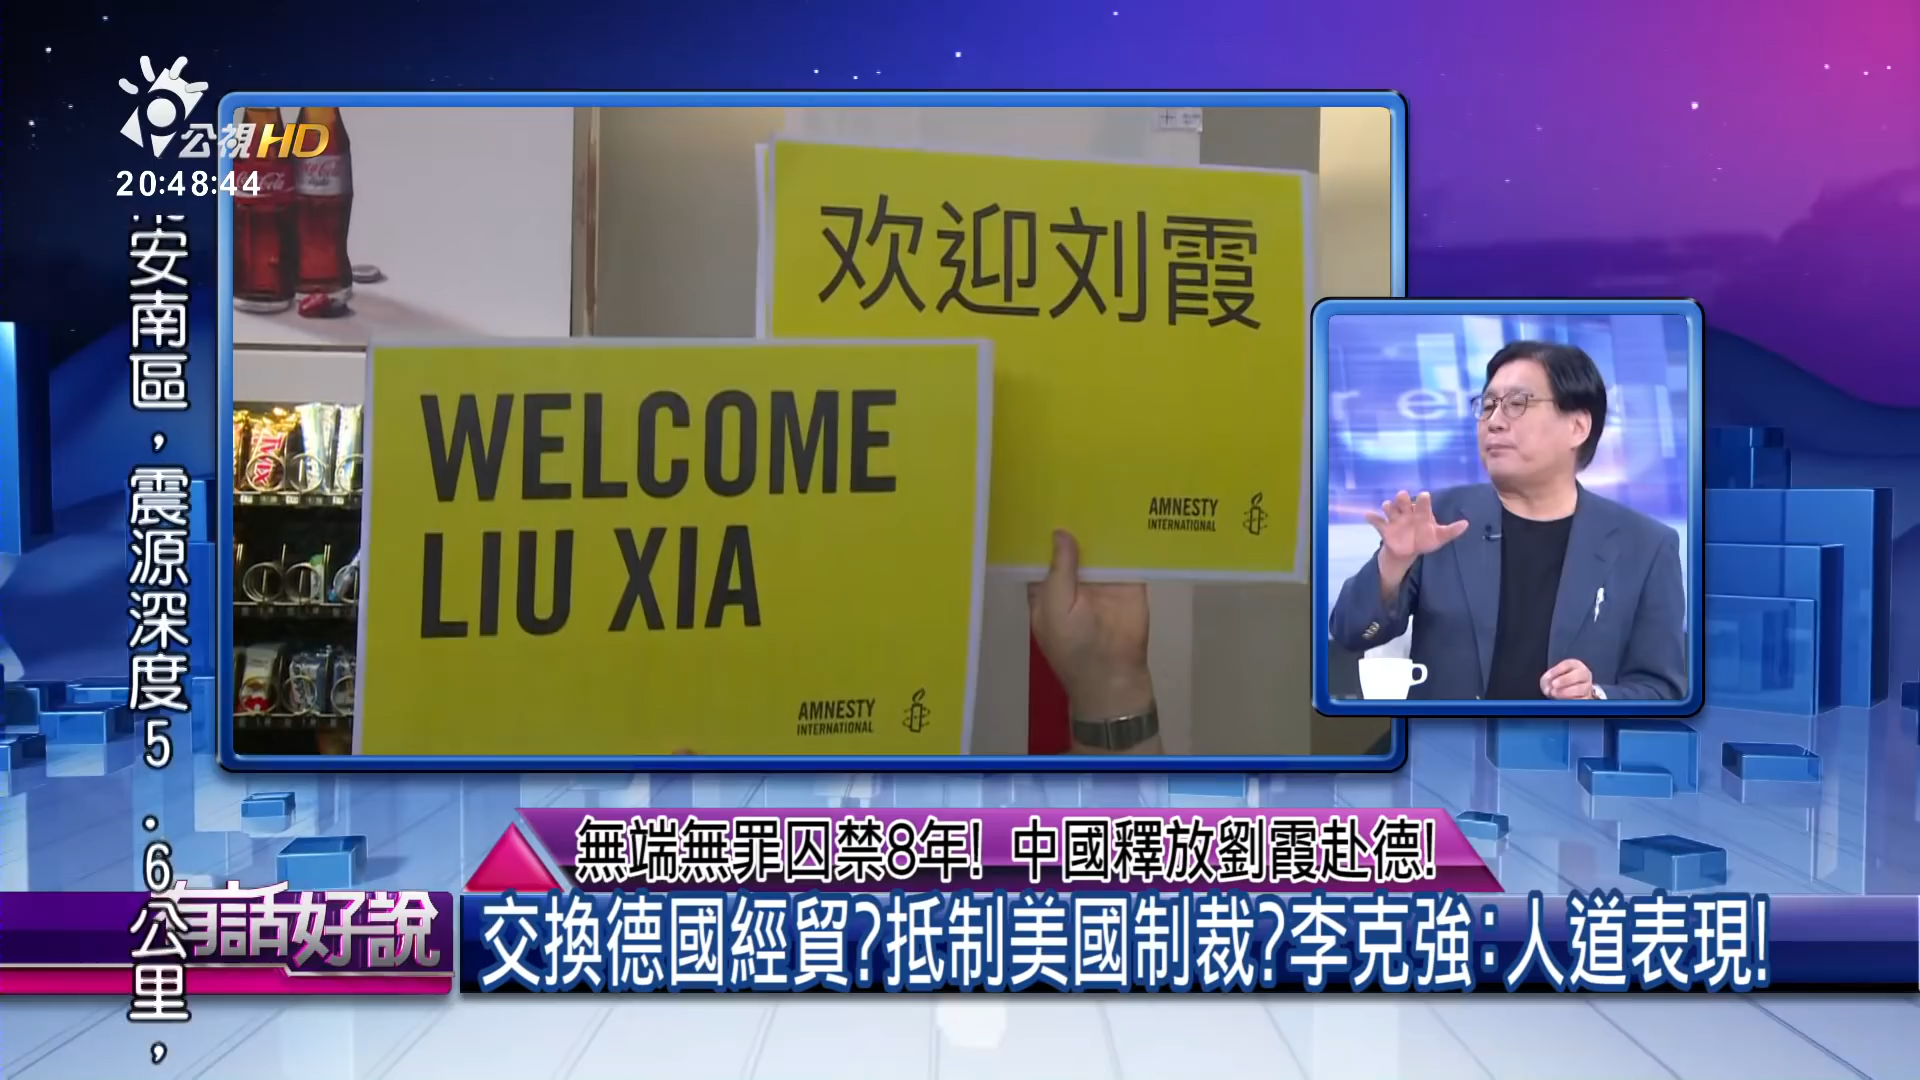 公視HD
20:48:44
安南區，震源深度5.6公里，
欢迎刘霞
AMNESTY
INTERNATIONAL
WELCOME
LIU XIA
AMNESTY
INTERNATIONAL
TWIX
無端無罪囚禁8年! 中國釋放劉霞赴德!
有話好說
交換德國經貿?抵制美國制裁?李克強:人道表現!